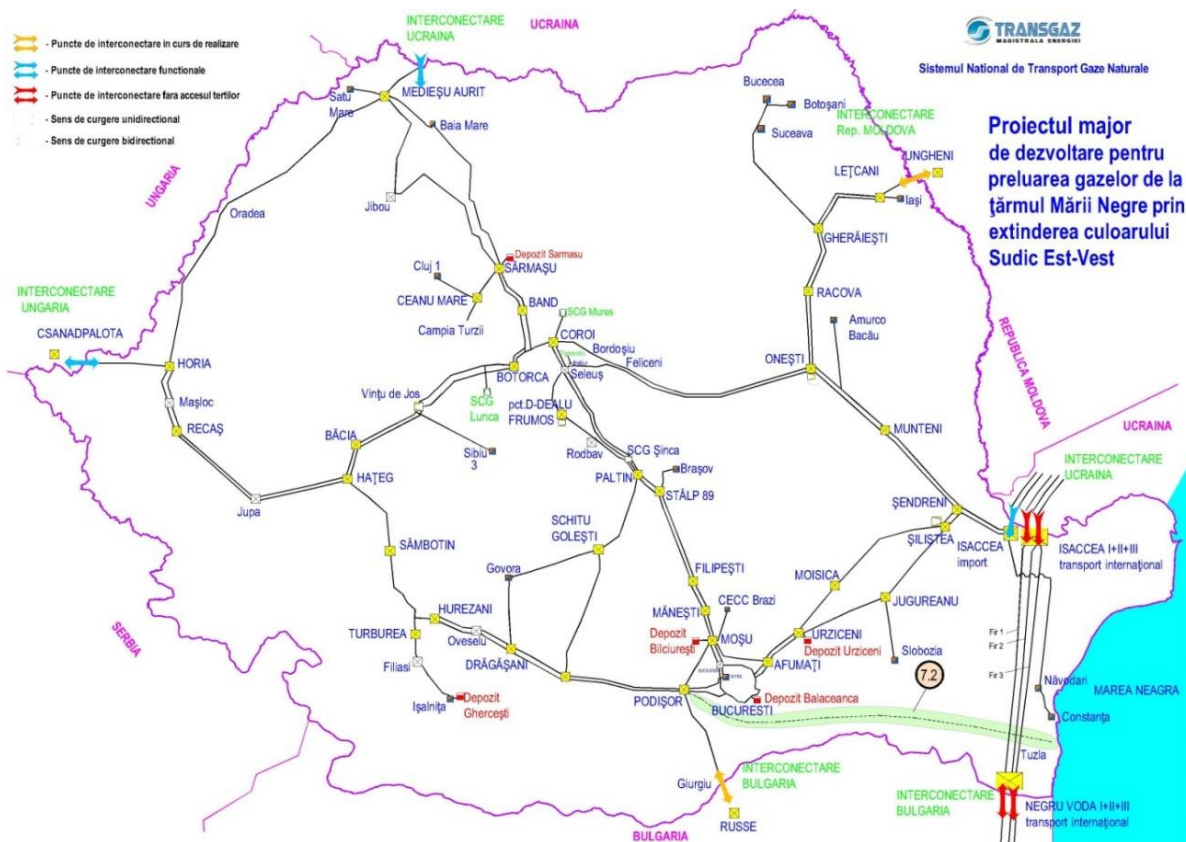 UCRAINA
UCRAINA
INTERCONECTARE
UCRAINA
TRANSGAZ
MAGISTRALA ENERGIEI
Sistemul National de Transport Gaze Naturale
- Puncte de interconectare in curs de realizare
- Puncte de interconectare functionale
- Puncte de interconectare fara accesul tertilor
- Sens de curgere unidirectional
- Sens de curgere bidirectional
Proiectul major
de dezvoltare pentru
preluarea gazelor de la
ţărmul Mării Negre prin
extinderea culoarului
Sudic Est-Vest
Satu
Mare
MEDIEŞU AURIT
Baia Mare
Bucecea
Botoşani
Suceava
INTERCONECTARE
Rep. MOLDOVA
UNGHENI
LEŢCANI
Iaşi
UNGARIA
Oradea
Jibou
GHERĂIEŞTI
Depozit Sarmasu
SĂRMAŞU
Cluj 1
CEANU MARE
Campia Turzii
BAND
SCG Mures
COROI
Bordoşiu
Feliceni
Seleuş
RACOVA
Amurco
Bacău
ONEŞTI
REPUBLICA MOLDOVA
INTERCONECTARE
UNGARIA
CSANADPALOTA
HORIA
Maşloc
RECAŞ
BOTORCA
Vinţu de Jos
SCG
Lunca
pct.D-DEALU
FRUMOS
BĂCIA
Sibiu
3
Rodbav
SCG Şinca
MUNTENI
UCRAINA
INTERCONECTARE
UCRAINA
HAŢEG
Jupa
PALTIN
Braşov
STÂLP 89
ŞENDRENI
ŞILIŞTEA
ISACCEA
import
ISACCEA I+II+III
transport internaţional
SCHITU
GOLEŞTI
SÂMBOTIN
Govora
FILIPEŞTI
CECC Brazi
MOISICA
JUGUREANU
MĂNEŞTI
HUREZANI
Oveselu
TURBUREA
Filiasi
DRĂGĂŞANI
Depozit
Bilciureşti
MOŞU
URZICENI
Depozit Urziceni
Slobozia
AFUMAŢI
Fir 1
Fir 2
Fir 3
SERBIA
Işalniţa
Depozit
Gherceşti
PODIŞOR
BUCURESTI
Depozit Balaceanca
7.2
Năvodari
MAREA NEAGRA
Constanţa
Tuzla
Giurgiu
INTERCONECTARE
BULGARIA
RUSSE
BULGARIA
INTERCONECTARE
BULGARIA
NEGRU VODA I+II+III
transport internaţional